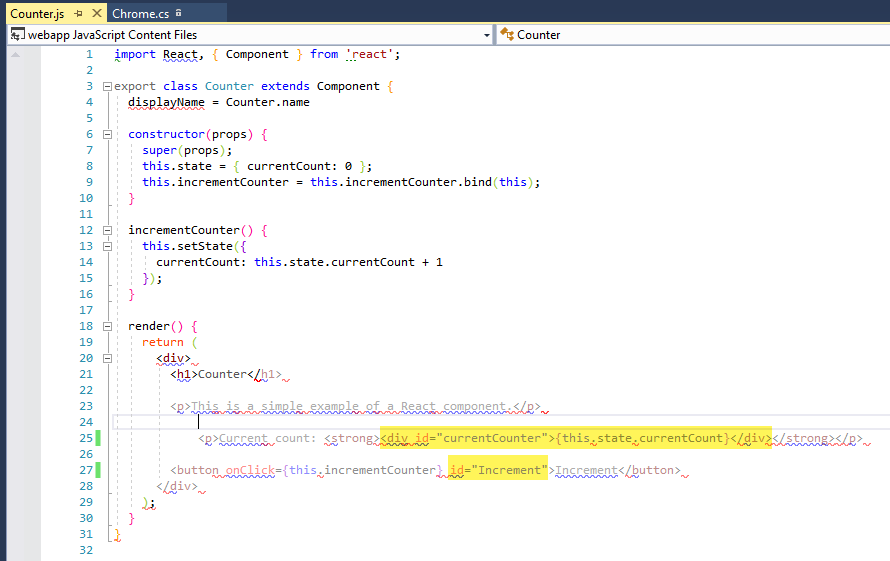 Counter.js Chrome.cs
webapp JavaScript Content Files Counter
1 import React, { Component } from 'react';
2
3 export class Counter extends Component {
4 displayName = Counter.name
5
6 constructor(props) {
7 super(props);
8 this.state = { currentCount: 0 };
9 this.incrementCounter = this.incrementCounter.bind(this);
10 }
11
12 incrementCounter() {
13 this.setState({
14 currentCount: this.state.currentCount + 1
15 });
16 }
17
18 render() {
19 return (
20 <div>
21 <h1>Counter</h1>
22
23 <p>This is a simple example of a React component.</p>
24
25 <p>Current count: <strong><div id="currentCounter">{this.state.currentCount}</div></strong></p>
26
27 <button onClick={this.incrementCounter} id="Increment">Increment</button>
28 </div>
29 );
30 }
31 }
32